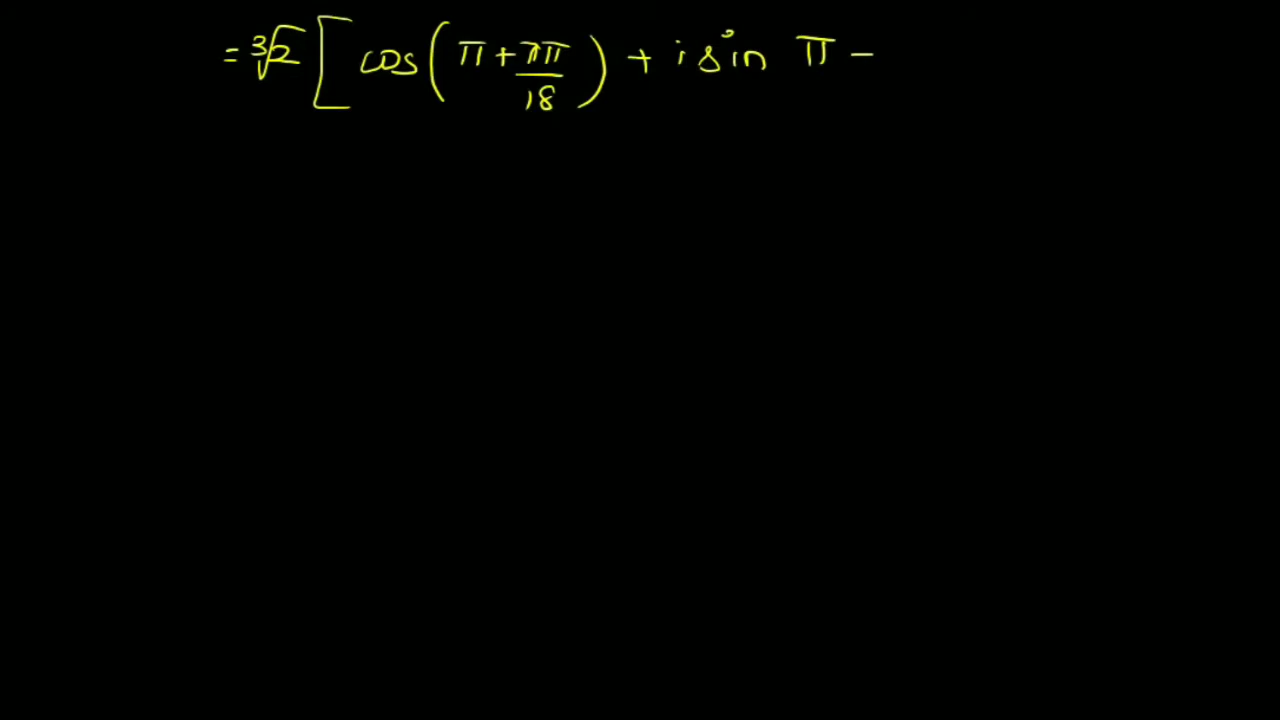 = ∛2 [ cos(π + 7π/18) + i sin π −